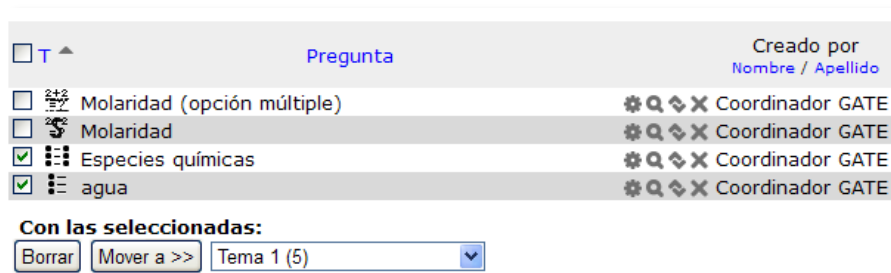 T Pregunta Creado por
Nombre / Apellido
Molaridad (opción múltiple) Coordinador GATE
Molaridad Coordinador GATE
Especies químicas Coordinador GATE
agua Coordinador GATE
Con las seleccionadas:
Borrar Mover a >> Tema 1 (5)